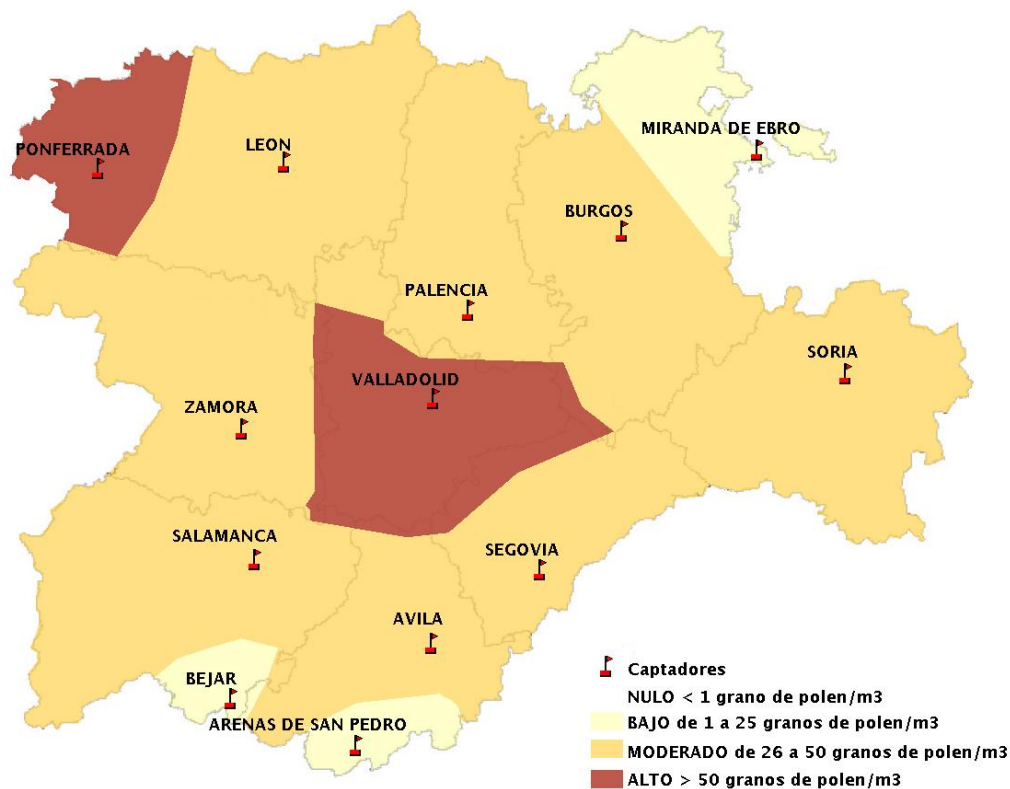 MIRANDA DE EBRO
PONFERRADA
LEON
BURGOS
PALENCIA
SORIA
VALLADOLID
ZAMORA
SALAMANCA
SEGOVIA
AVILA
BEJAR
ARENAS DE SAN PEDRO
Captadores
NULO < 1 grano de polen/m3
BAJO de 1 a 25 granos de polen/m3
MODERADO de 26 a 50 granos de polen/m3
ALTO > 50 granos de polen/m3